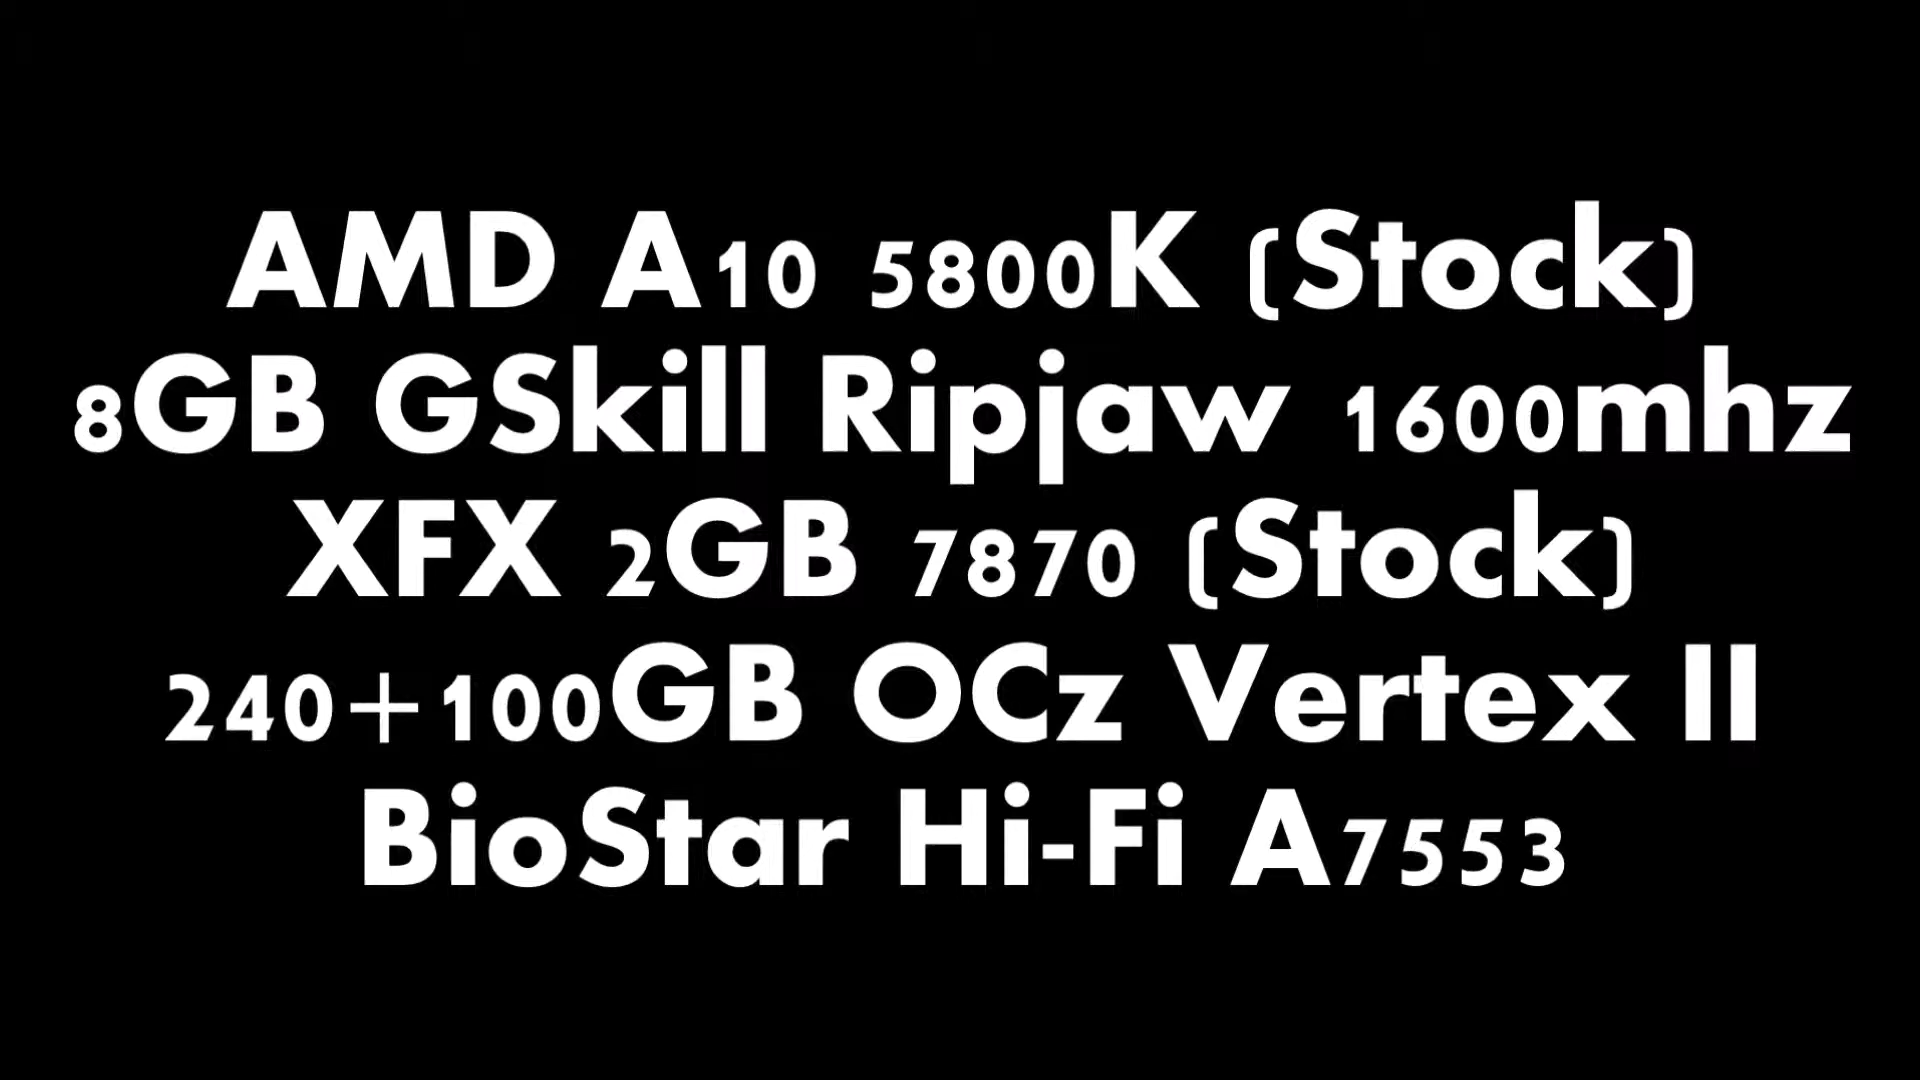 AMD A10 5800K (Stock)
8GB GSkill Ripjaw 1600mhz
XFX 2GB 7870 (Stock)
240+100GB OCz Vertex II
BioStar Hi-Fi A7553